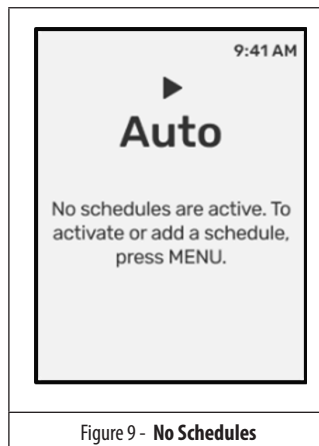 9:41 AM
Auto
No schedules are active. To
activate or add a schedule,
press MENU.
Figure 9 - No Schedules